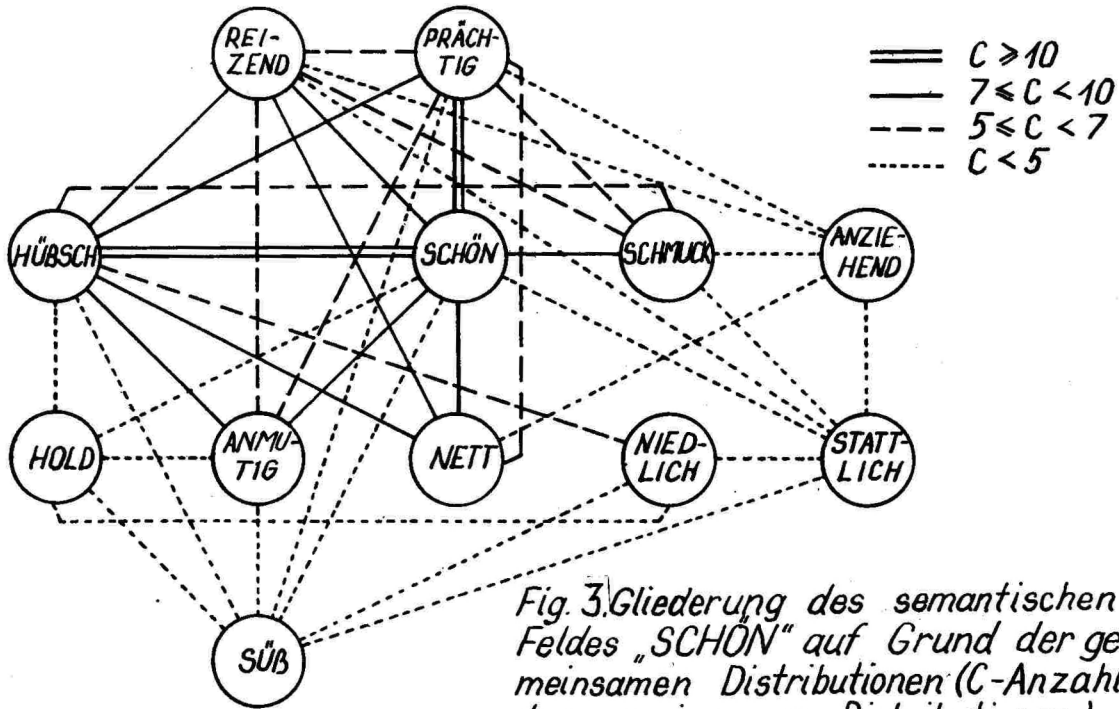 REI-
ZEND
PRÄCH-
TIG
C ⩾ 10
7 ⩽ C < 10
5 ⩽ C < 7
C < 5
HÜBSCH
SCHÖN
SCHMUCK
ANZIE-
HEND
HOLD
ANMU-
TIG
NETT
NIED-
LICH
STATT-
LICH
SÜß
Fig. 3. Gliederung des semantischen
Feldes „SCHÖN“ auf Grund der ge
meinsamen Distributionen (C-Anzahl